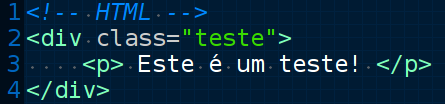 1 <!-- HTML -->
2 <div class="teste">
3     <p> Este é um teste! </p>
4 </div>